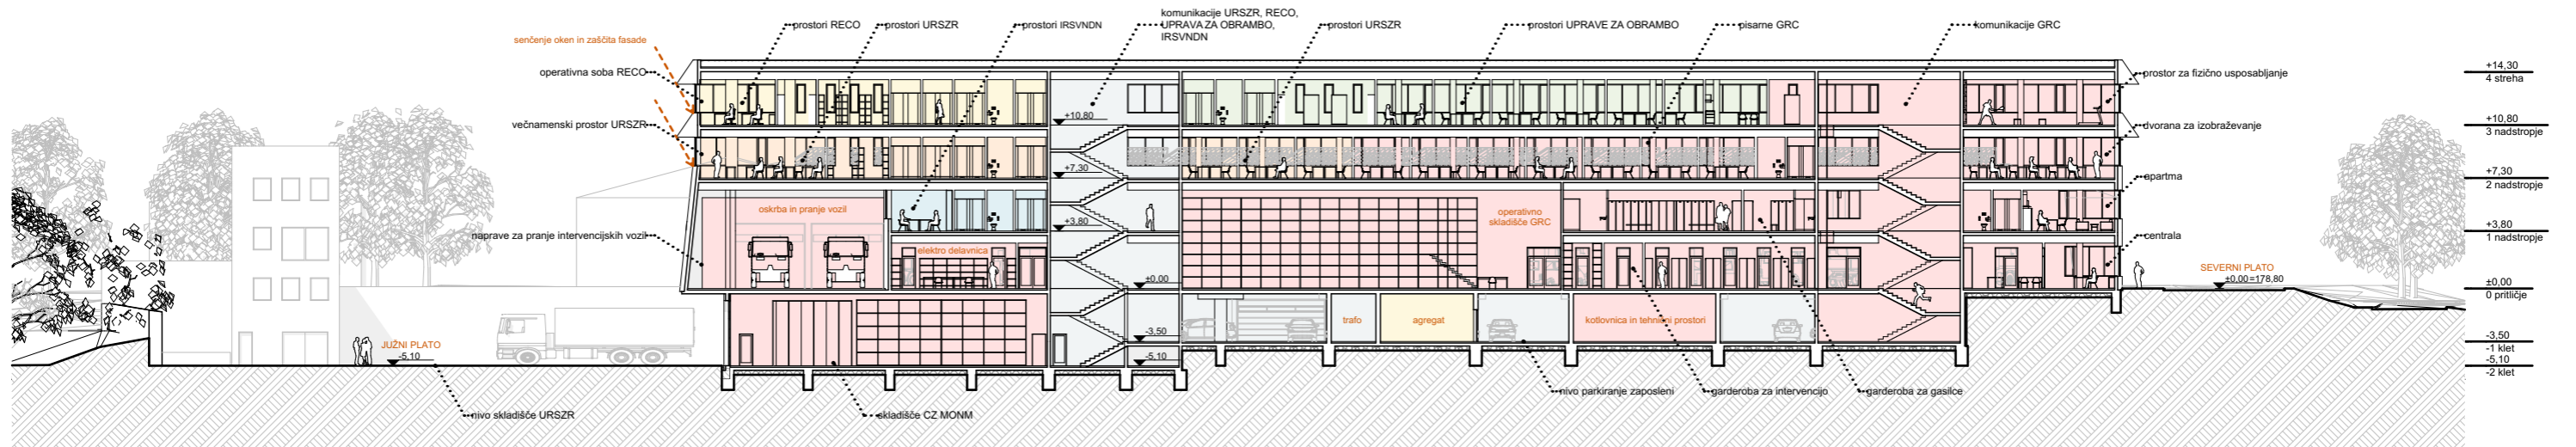 komunikacije URSZR, RECO,
UPRAVA ZA OBRAMBO,
IRSVNDN
prostori RECO
prostori URSZR
prostori IRSVNDN
prostori URSZR
prostori UPRAVE ZA OBRAMBO
pisarne GRC
komunikacije GRC
senčenje oken in zaščita fasade
operativna soba RECO
večnamenski prostor URSZR
naprave za pranje intervencijskih vozil
prostor za fizično usposabljanje
dvorana za izobraževanje
apartma
centrala
+14,30
4 streha
+10,80
3 nadstropje
+7,30
2 nadstropje
+3,80
1 nadstropje
±0,00
0 pritličje
-3,50
-1 klet
-5,10
-2 klet
+10,80
+7,30
+3,80
±0,00
-3,50
-5,10
oskrba in pranje vozil
elektro delavnica
operativno
skladišče GRC
trafo
agregat
kotlovnica in tehnični prostori
SEVERNI PLATO
±0,00=178,80
JUŽNI PLATO
-5,10
nivo skladišče URSZR
skladišče CZ MONM
nivo parkiranje zaposleni
garderoba za intervencijo
garderoba za gasilce